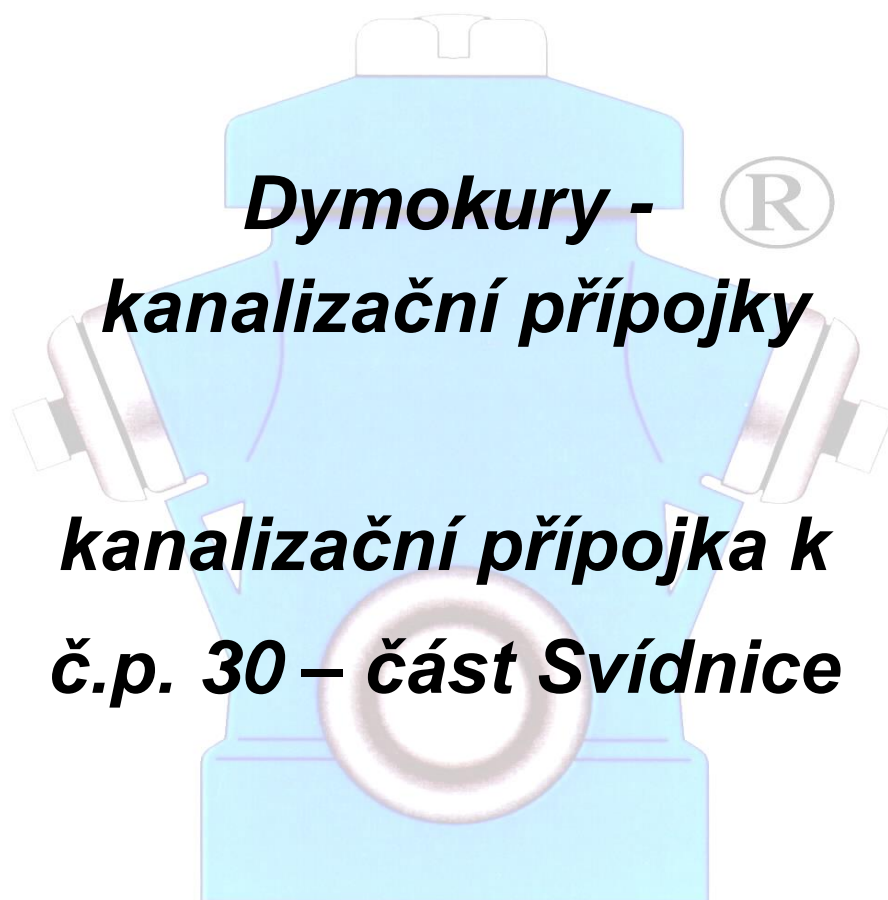 Dymokury -
kanalizační přípojky
kanalizační přípojka k
č.p. 30 – část Svídnice
®